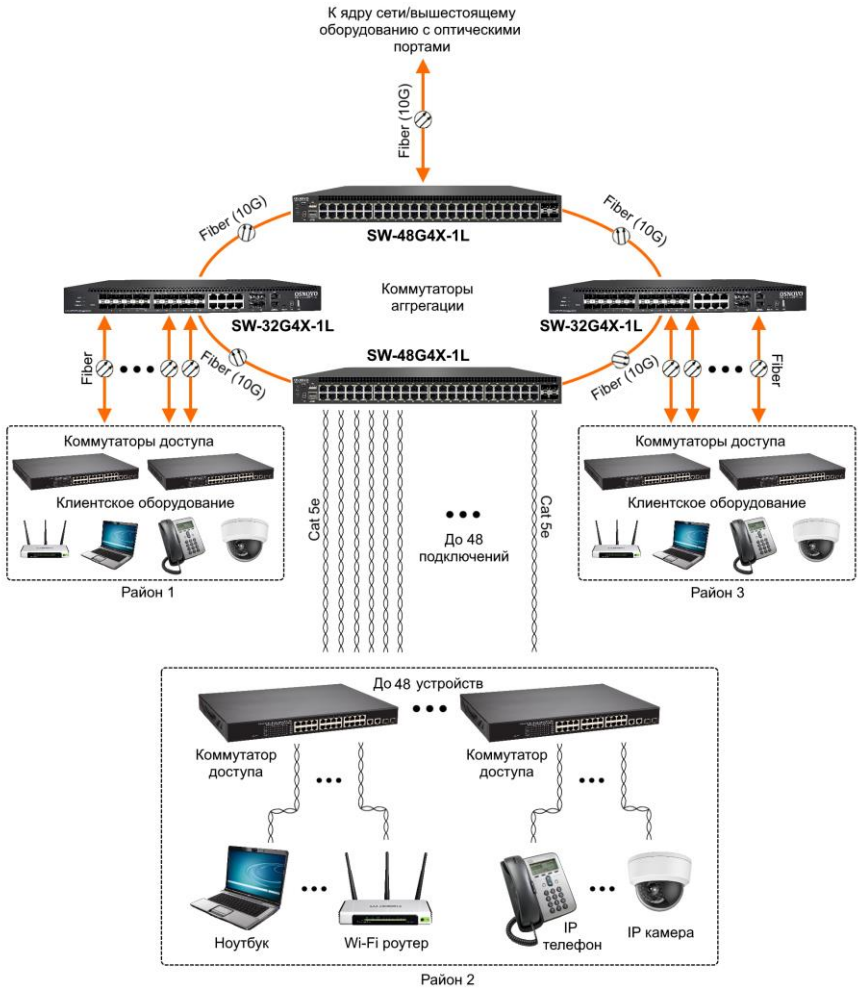 К ядру сети/вышестоящему
оборудованию с оптическими
портами
Fiber (10G)
Fiber (10G)
Fiber (10G)
SW-48G4X-1L
Коммутаторы
аггрегации
OSNOVO
OSNOVO
SW-32G4X-1L
SW-32G4X-1L
SW-48G4X-1L
Fiber
Fiber (10G)
Fiber (10G)
Fiber
Коммутаторы доступа
Клиентское оборудование
Район 1
Коммутаторы доступа
Клиентское оборудование
Район 3
Cat 5e
До 48
подключений
Cat 5e
До 48 устройств
Коммутатор
доступа
Коммутатор
доступа
Ноутбук
Wi-Fi роутер
IP
телефон
IP камера
Район 2